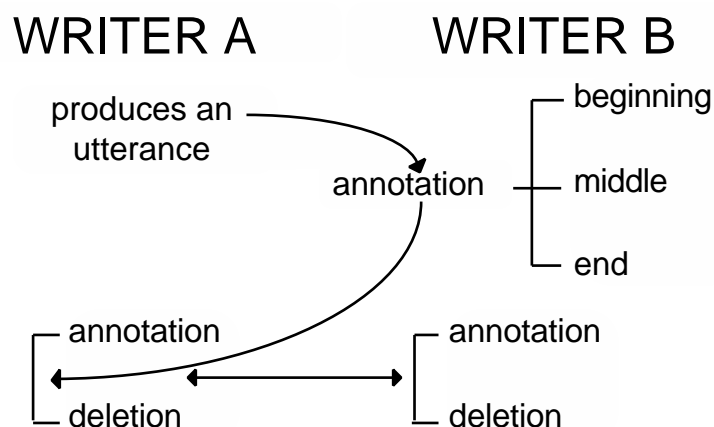 WRITER A
WRITER B
produces an
utterance
annotation
beginning
middle
end
annotation
deletion
annotation
deletion